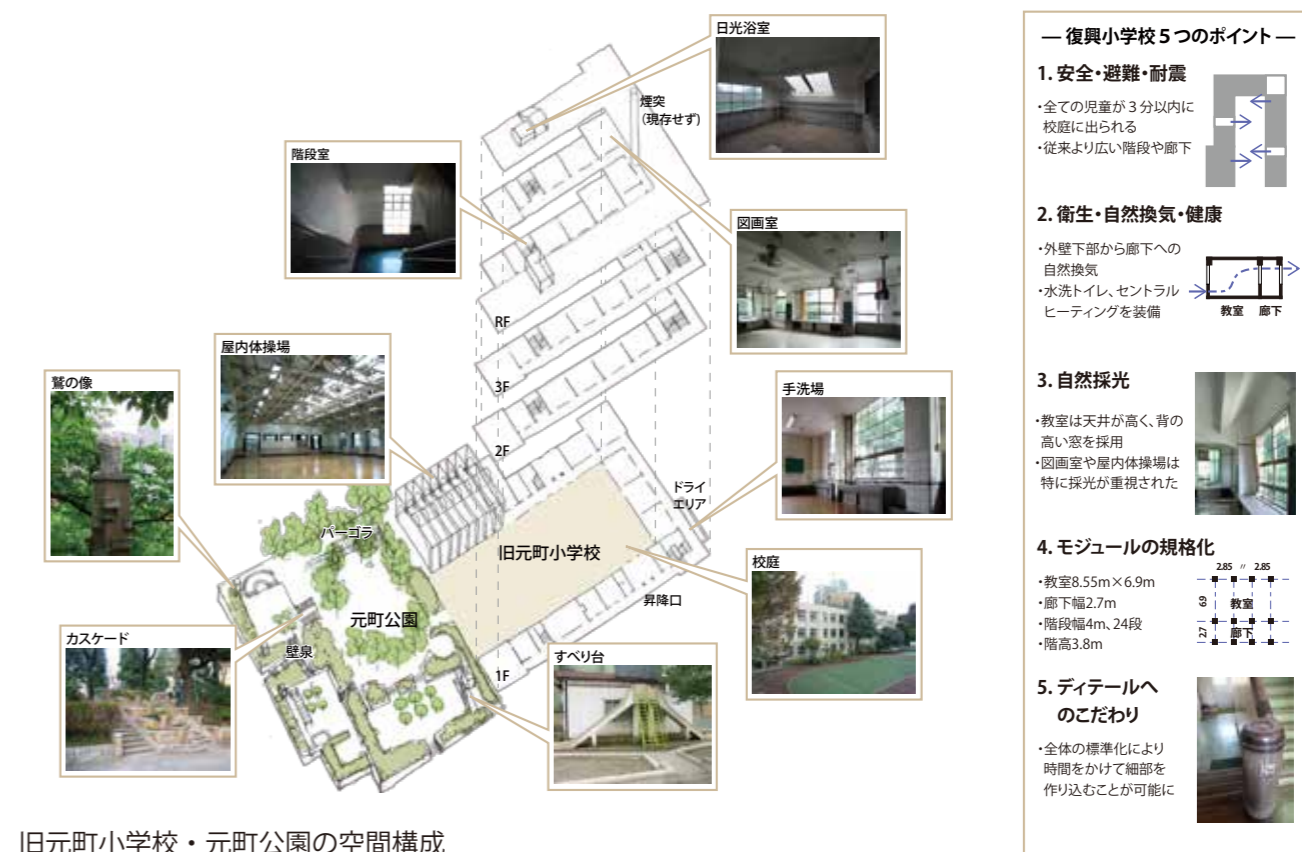 日光浴室
煙突
（現存せず）
階段室
図画室
RF
屋内体操場
3F
鷲の像
手洗場
2F
ドライ
エリア
パーゴラ
旧元町小学校
校庭
昇降口
元町公園
カスケード
壁泉
すべり台
1F
旧元町小学校・元町公園の空間構成
― 復興小学校５つのポイント ―
1. 安全・避難・耐震
・全ての児童が３分以内に
校庭に出られる
・従来より広い階段や廊下
2. 衛生・自然換気・健康
・外壁下部から廊下への
自然換気
・水洗トイレ、セントラル
ヒーティングを装備
教室 廊下
3. 自然採光
・教室は天井が高く、背の
高い窓を採用
・図画室や屋内体操場は
特に採光が重視された
4. モジュールの規格化
・教室8.55m×6.9m
・廊下幅2.7m
・階段幅4m、24段
・階高3.8m
2.85 〃 2.85
6.9
教室
2.7
廊下
5. ディテールへ
のこだわり
・全体の標準化により
時間をかけて細部を
作り込むことが可能に